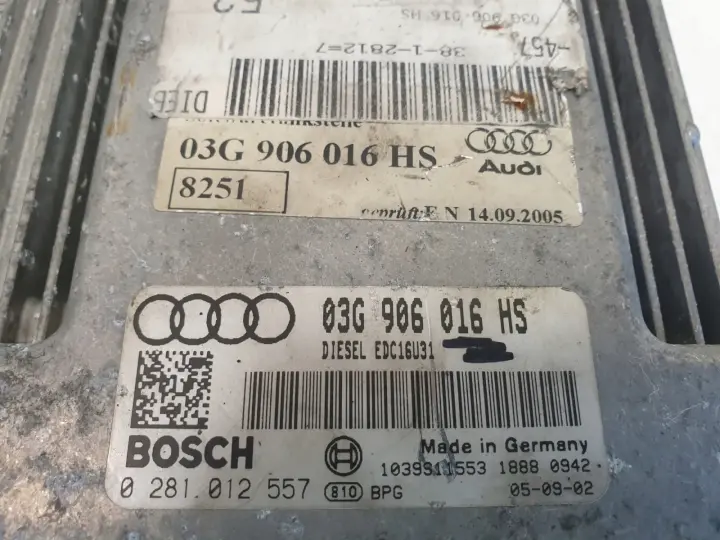 52
03G 906 016 HS
-457
38-1-2812=7
03G 906 016 HS
Audi
8251
geprüft: E N 14.09.2005
03G 906 016 HS
DIESEL EDC16U31
BOSCH
Made in Germany
1039S11553 1888 0942
0 281 012 557
810 BPG
05-09-02